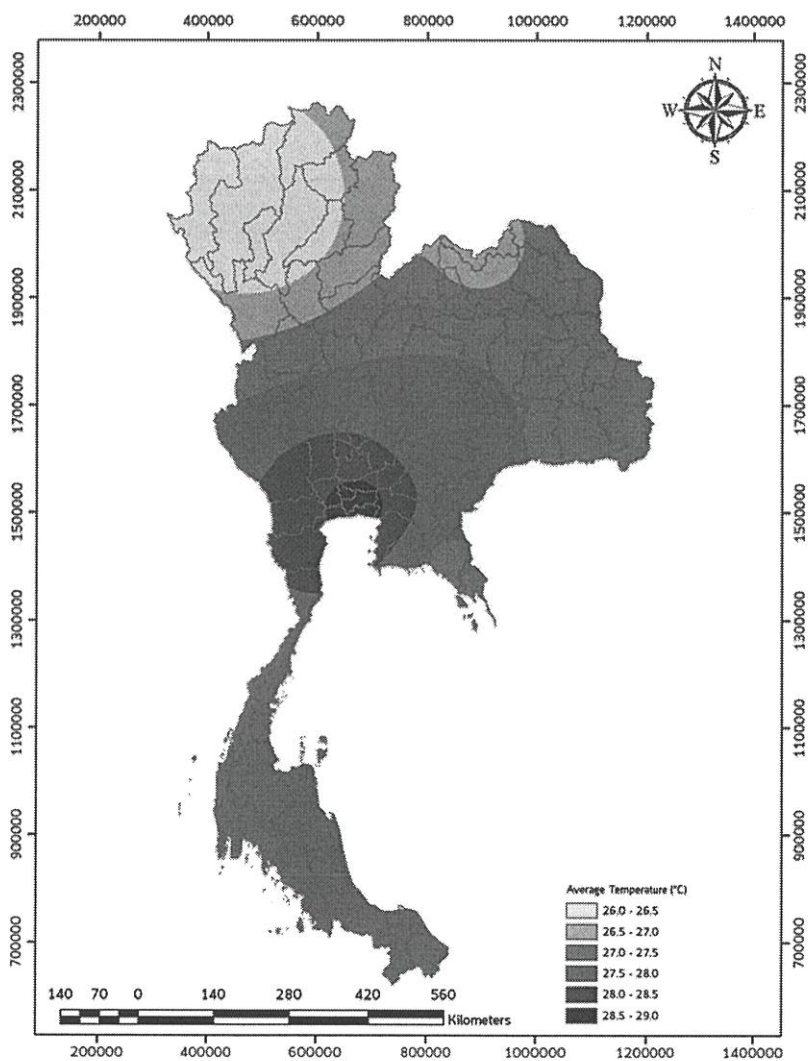 200000 400000 600000 800000 1000000 1200000 1400000
2300000 2300000
N
W E
S
2100000 2100000
1900000 1900000
1700000 1700000
1500000 1500000
1300000 1300000
1100000 1100000
900000 900000
700000 700000
Average Temperature (°C)
26.0 - 26.5
26.5 - 27.0
27.0 - 27.5
27.5 - 28.0
28.0 - 28.5
28.5 - 29.0
140 70 0 140 280 420 560
Kilometers
200000 400000 600000 800000 1000000 1200000 1400000